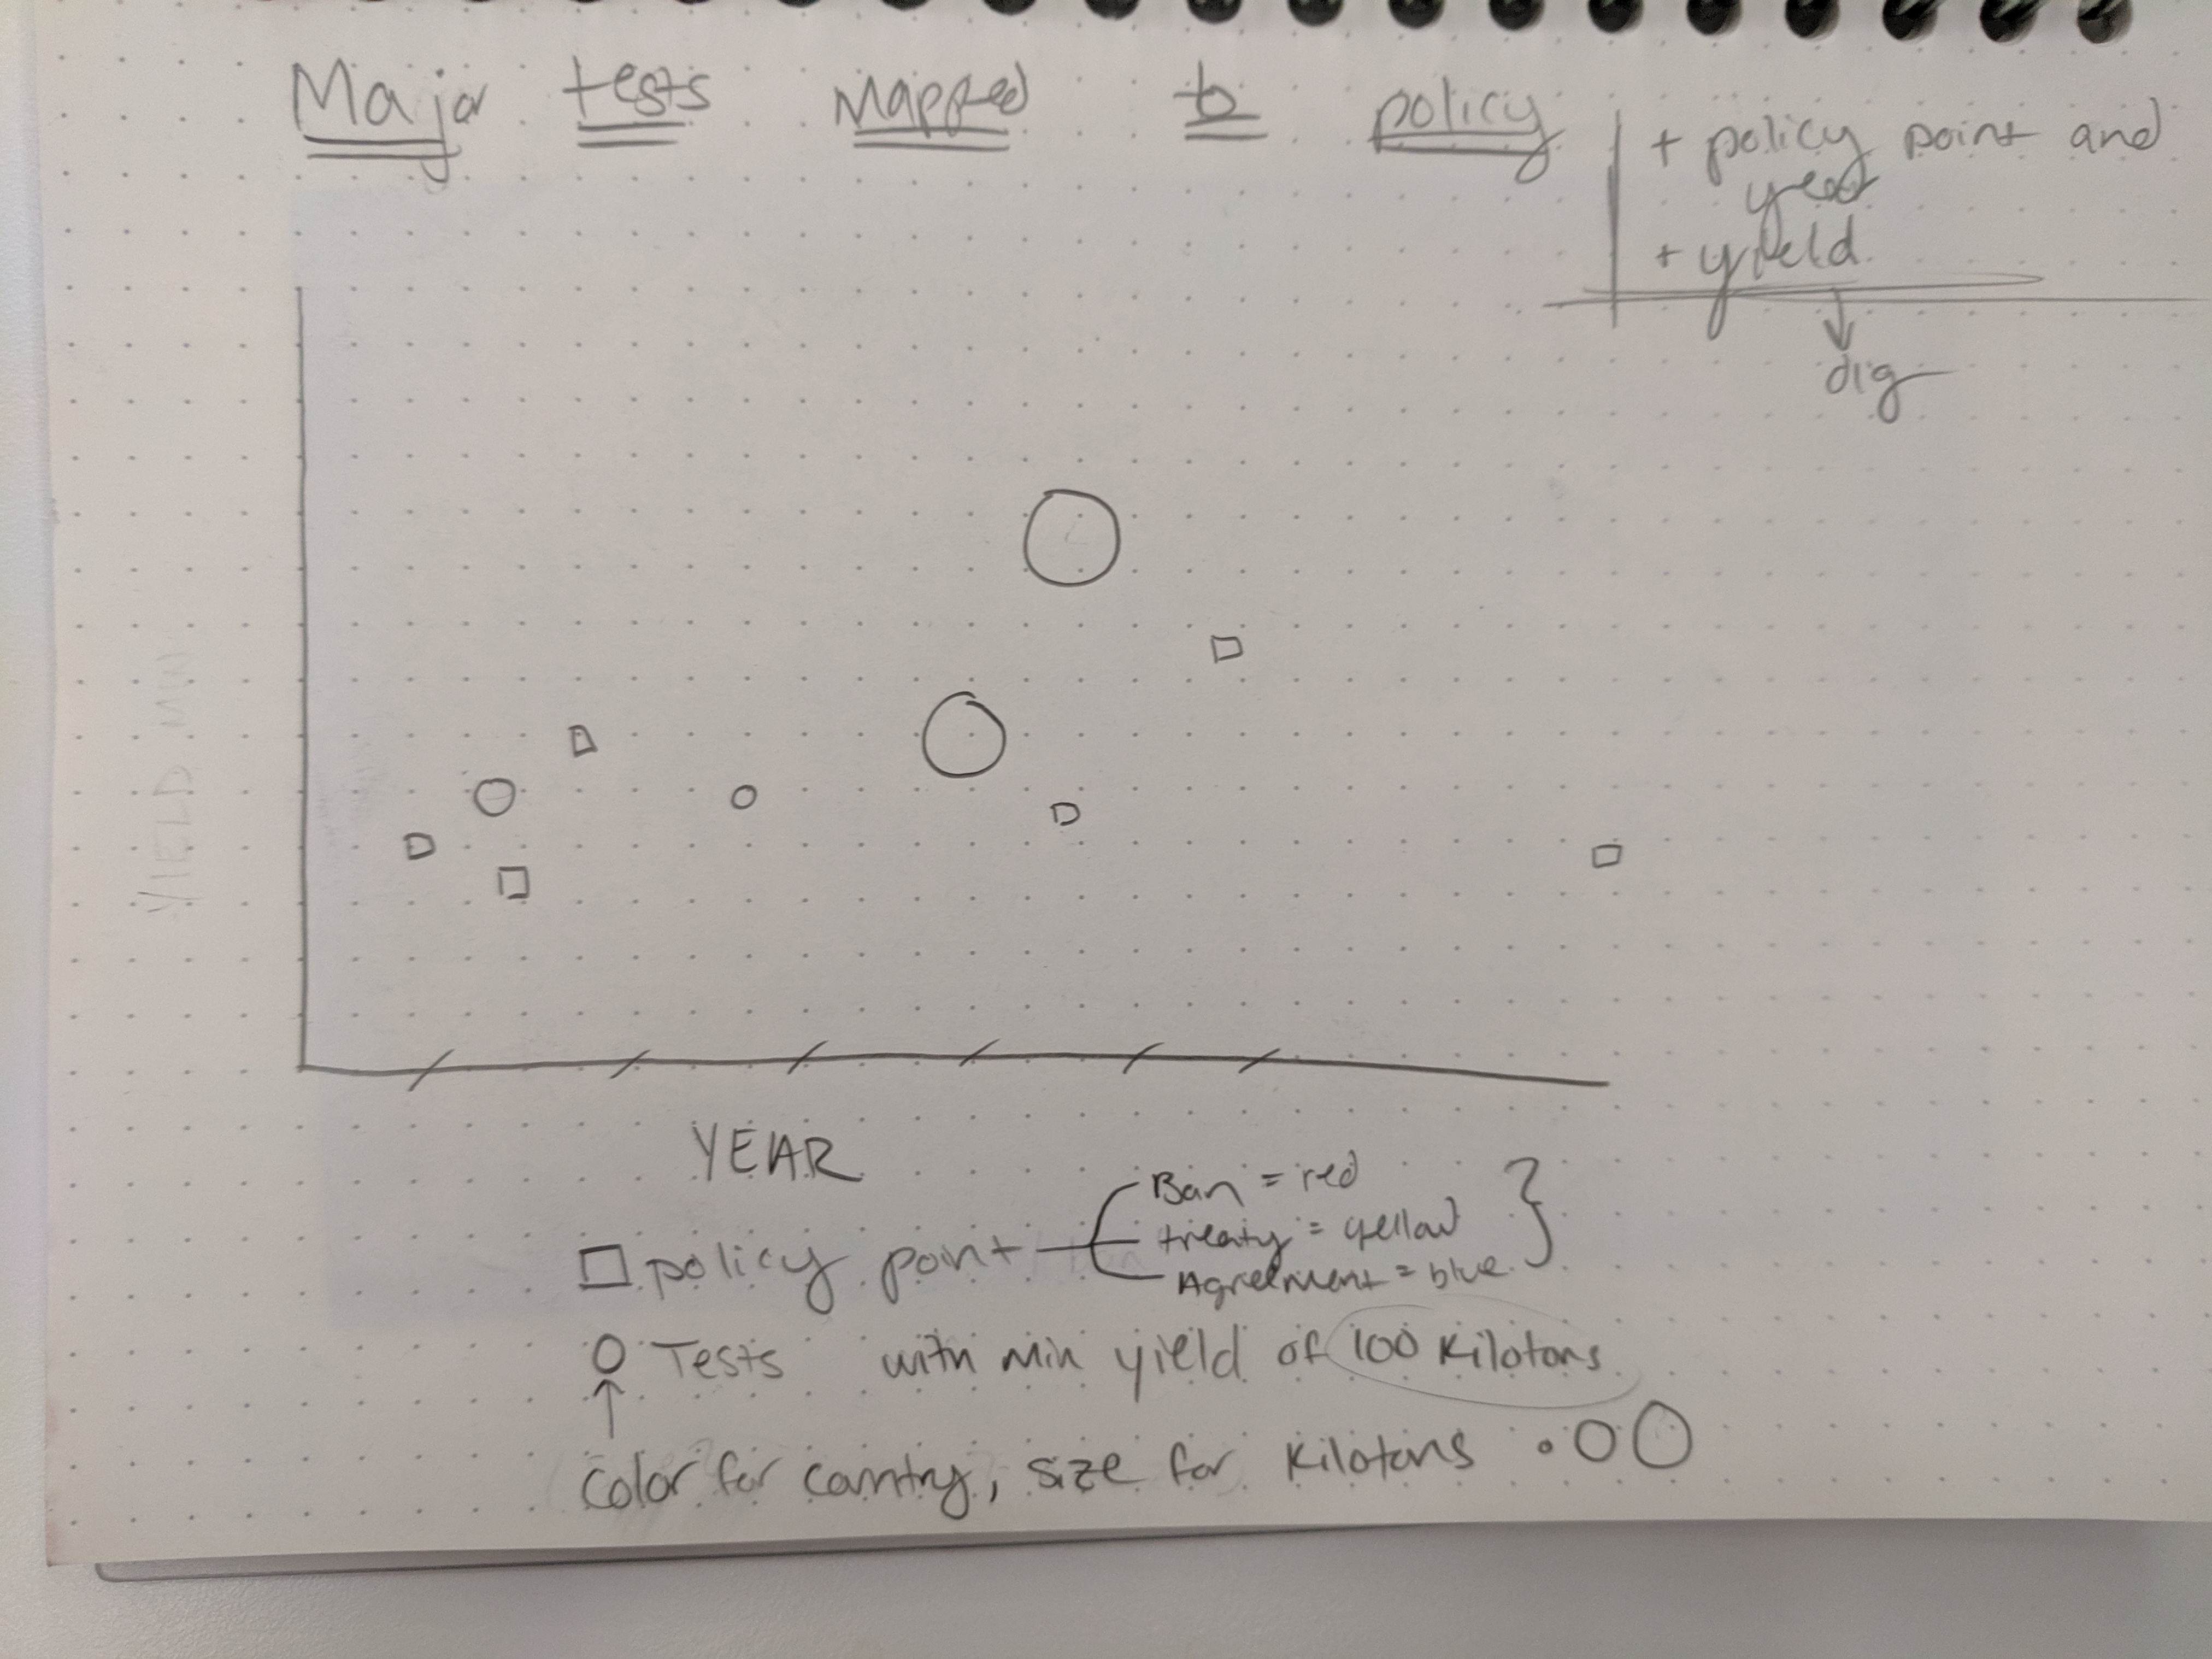 Major tests Mapped to policy
+ policy point and
year
+ yield
dig
YIELD
YEAR
Ban = red
treaty = yellow
Agreement = blue
policy point
Tests with min yield of 100 Kilotons
Color for country, size for Kilotons